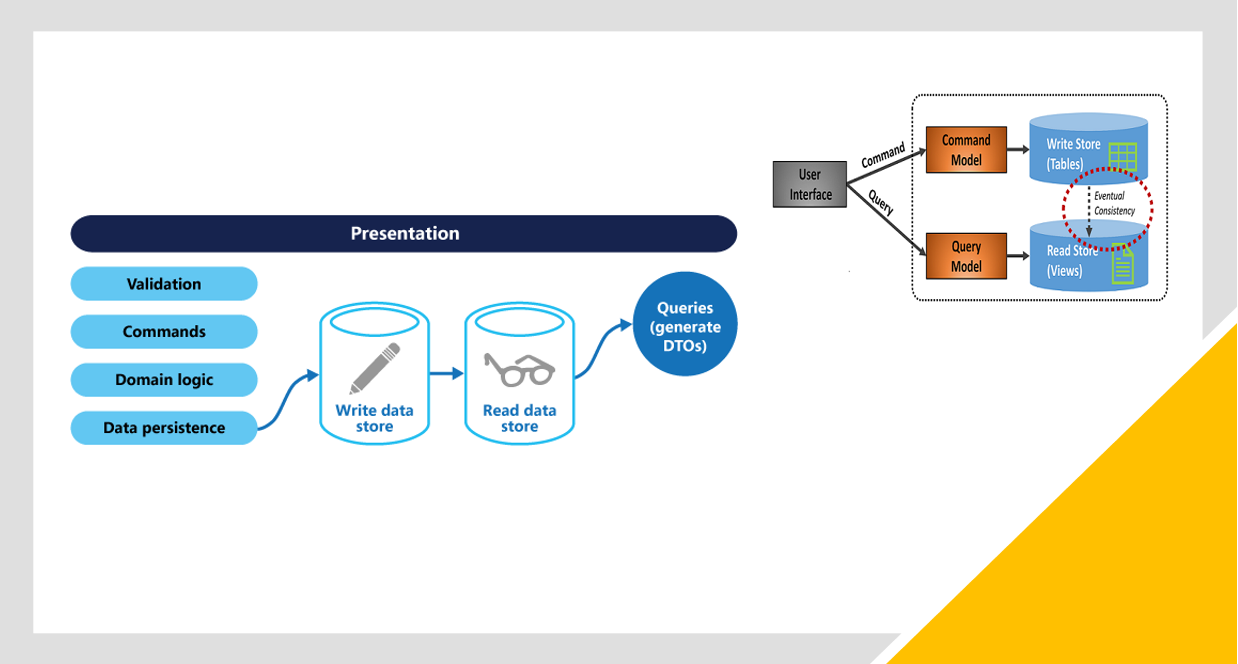 Presentation
Validation
Commands
Domain logic
Data persistence
Write data
store
Read data
store
Queries
(generate
DTOs)
User
Interface
Command
Query
Command
Model
Query
Model
Write Store
(Tables)
Eventual
Consistency
Read Store
(Views)